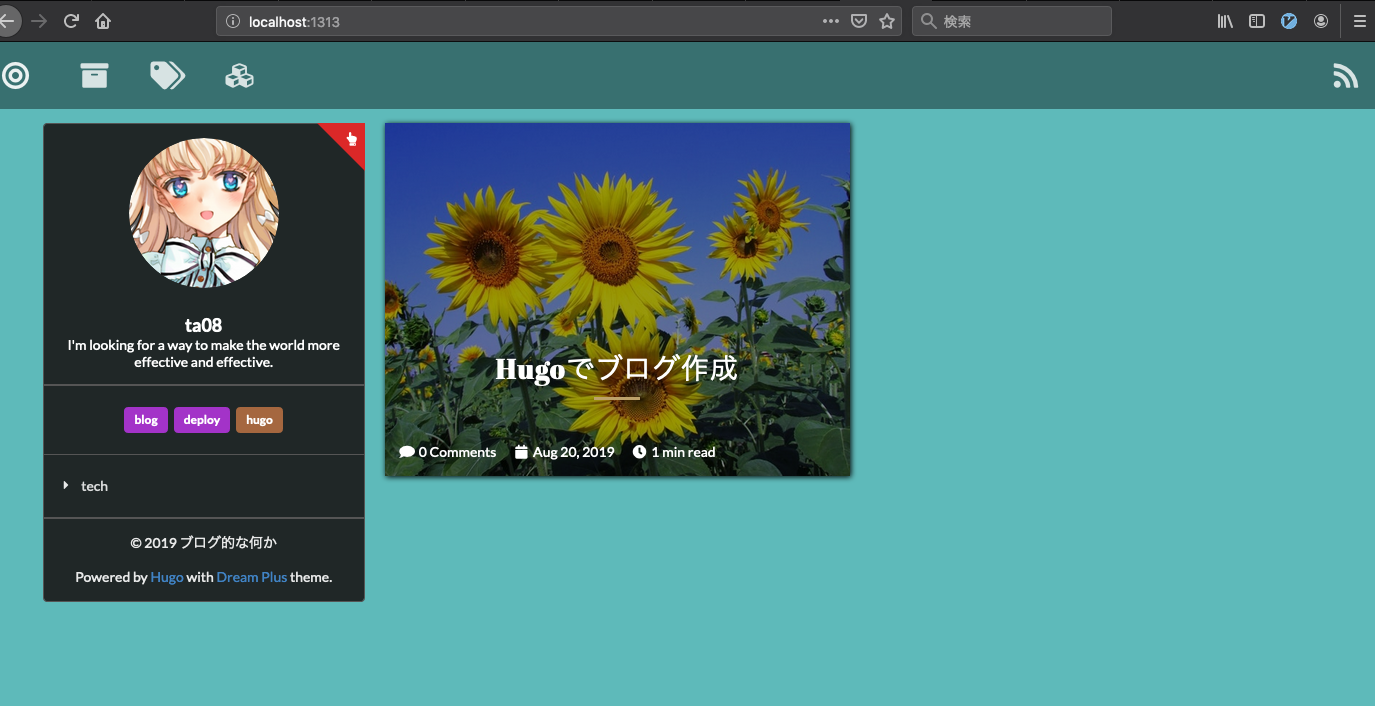 localhost:1313
検索
ta08
I'm looking for a way to make the world more
effective and effective.
blog deploy hugo
tech
© 2019 ブログ的な何か
Powered by Hugo with Dream Plus theme.
Hugoでブログ作成
0 Comments Aug 20, 2019 1 min read